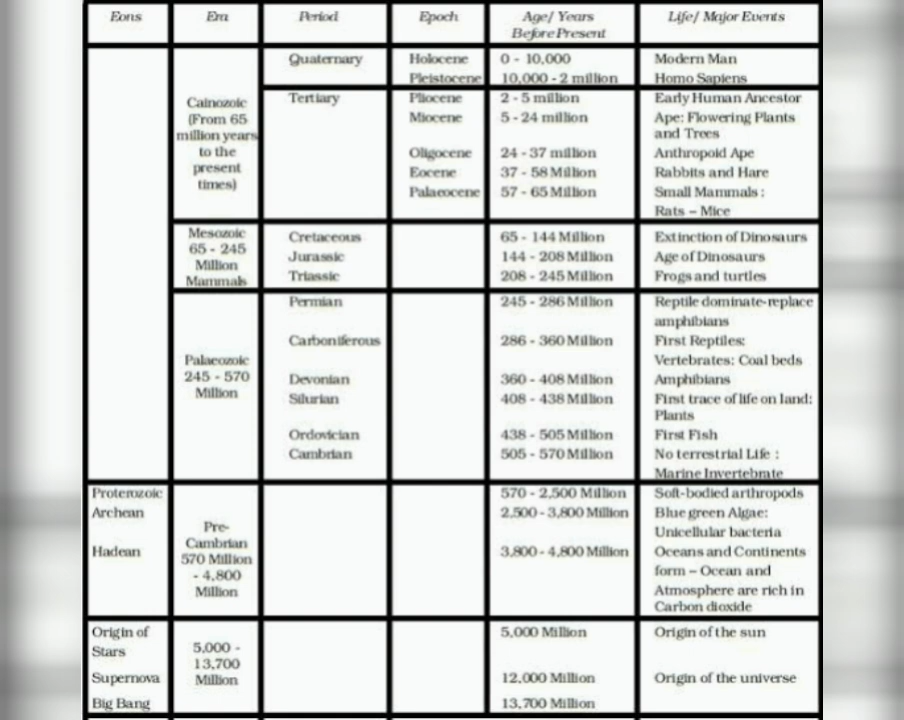 Eons Era Period Epoch Age/ Years Life/ Major Events
Before Present
Quaternary Holocene 0 - 10,000 Modern Man
Pleistocene 10,000 - 2 million Homo Sapiens
Cainozoic
(From 65
million years
to the
present
times)
Tertiary Pliocene 2 - 5 million Early Human Ancestor
Miocene 5 - 24 million Ape: Flowering Plants
and Trees
Oligocene 24 - 37 million Anthropoid Ape
Eocene 37 - 58 Million Rabbits and Hare
Palaeocene 57 - 65 Million Small Mammals :
Rats – Mice
Mesozoic
65 - 245
Million
Mammals
Cretaceous 65 - 144 Million Extinction of Dinosaurs
Jurassic 144 - 208 Million Age of Dinosaurs
Triassic 208 - 245 Million Frogs and turtles
Palaeozoic
245 - 570
Million
Permian 245 - 286 Million Reptile dominate-replace
amphibians
Carboniferous 286 - 360 Million First Reptiles:
Vertebrates: Coal beds
Devonian 360 - 408 Million Amphibians
Silurian 408 - 438 Million First trace of life on land:
Plants
Ordovician 438 - 505 Million First Fish
Cambrian 505 - 570 Million No terrestrial Life :
Marine Invertebrate
Proterozoic 570 - 2,500 Million Soft-bodied arthropods
Archean 2,500 - 3,800 Million Blue green Algae:
Unicellular bacteria
Pre-
Cambrian
570 Million
- 4,800
Million
Hadean 3,800 - 4,800 Million Oceans and Continents
form – Ocean and
Atmosphere are rich in
Carbon dioxide
Origin of 5,000 Million Origin of the sun
Stars
5,000 -
13,700
Million
Supernova 12,000 Million Origin of the universe
Big Bang 13,700 Million